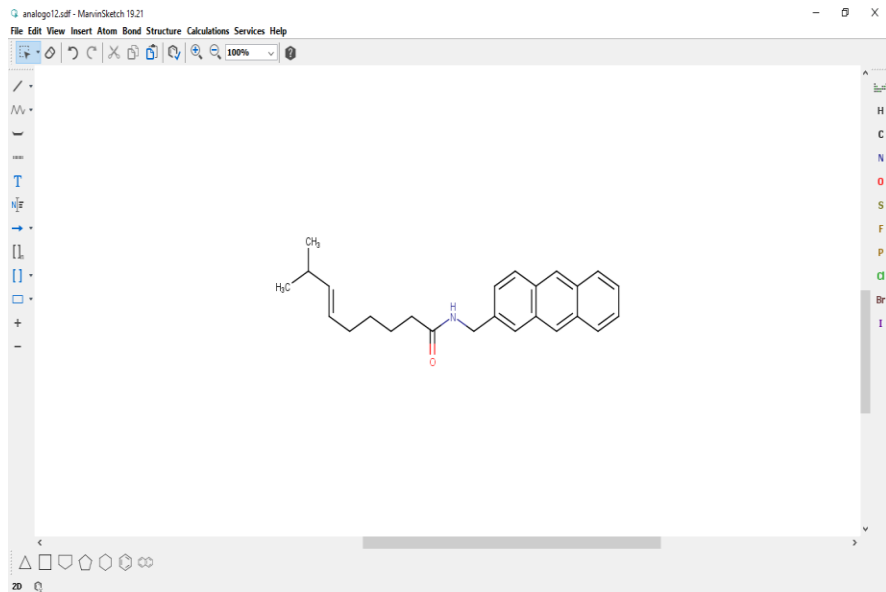 analogo12.sdf - MarvinSketch 19.21
File Edit View Insert Atom Bond Structure Calculations Services Help
100%
H
C
N
O
S
F
P
Cl
Br
I
T
CH3
H3C
H
N
O
2D